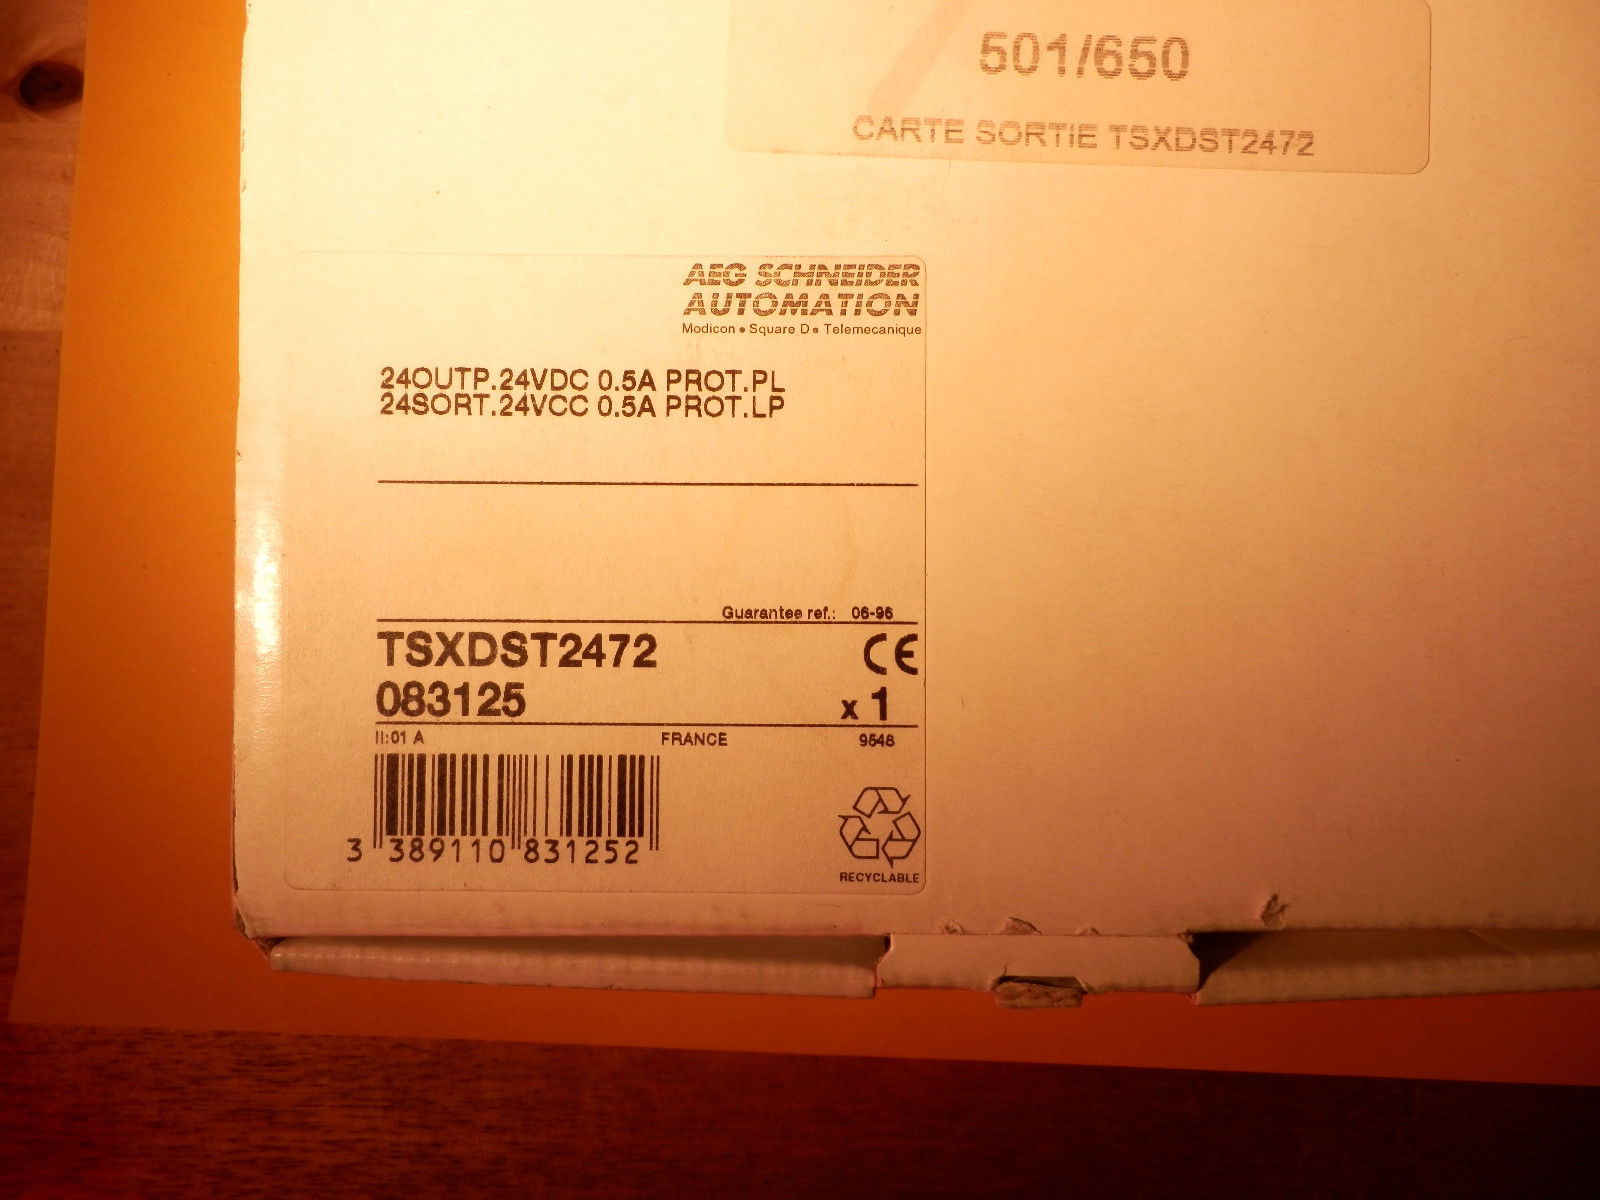 501/650
CARTE SORTIE TSXDST2472
AEG SCHNEIDER
AUTOMATION
Modicon • Square D • Telemecanique
24OUTP.24VDC 0.5A PROT.PL
24SORT.24VCC 0.5A PROT.LP
Guarantee ref.: 06-96
TSXDST2472 CE
083125 x 1
II:01 A FRANCE 9548
3 389110 831252
RECYCLABLE